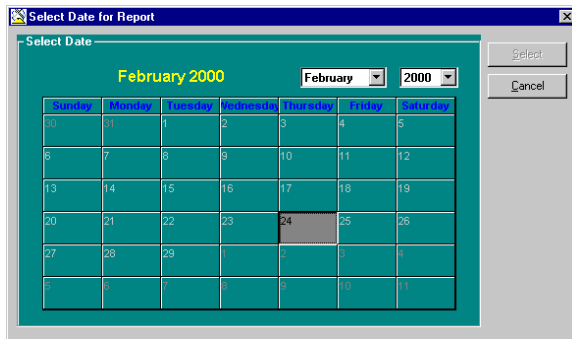 Select Date for Report
Select Date
Select
February 2000 February 2000
Cancel
Sunday Monday Tuesday Wednesday Thursday Friday Saturday
30 31 1 2 3 4 5
6 7 8 9 10 11 12
13 14 15 16 17 18 19
20 21 22 23 24 25 26
27 28 29 1 2 3 4
5 6 7 8 9 10 11